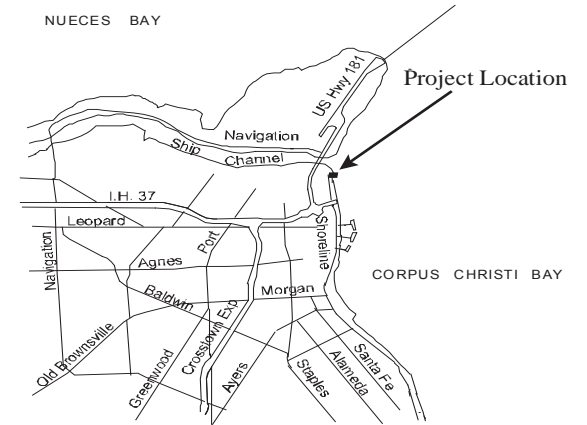 NUECES BAY
Project Location
US Hwy 181
Navigation
Ship Channel
I.H. 37
Leopard
Port
Shoreline
Navigation
Agnes
CORPUS CHRISTI BAY
Baldwin
Morgan
Crosstown Exp
Old Brownsville
Greenwood
Ayers
Staples
Alameda
Santa Fe